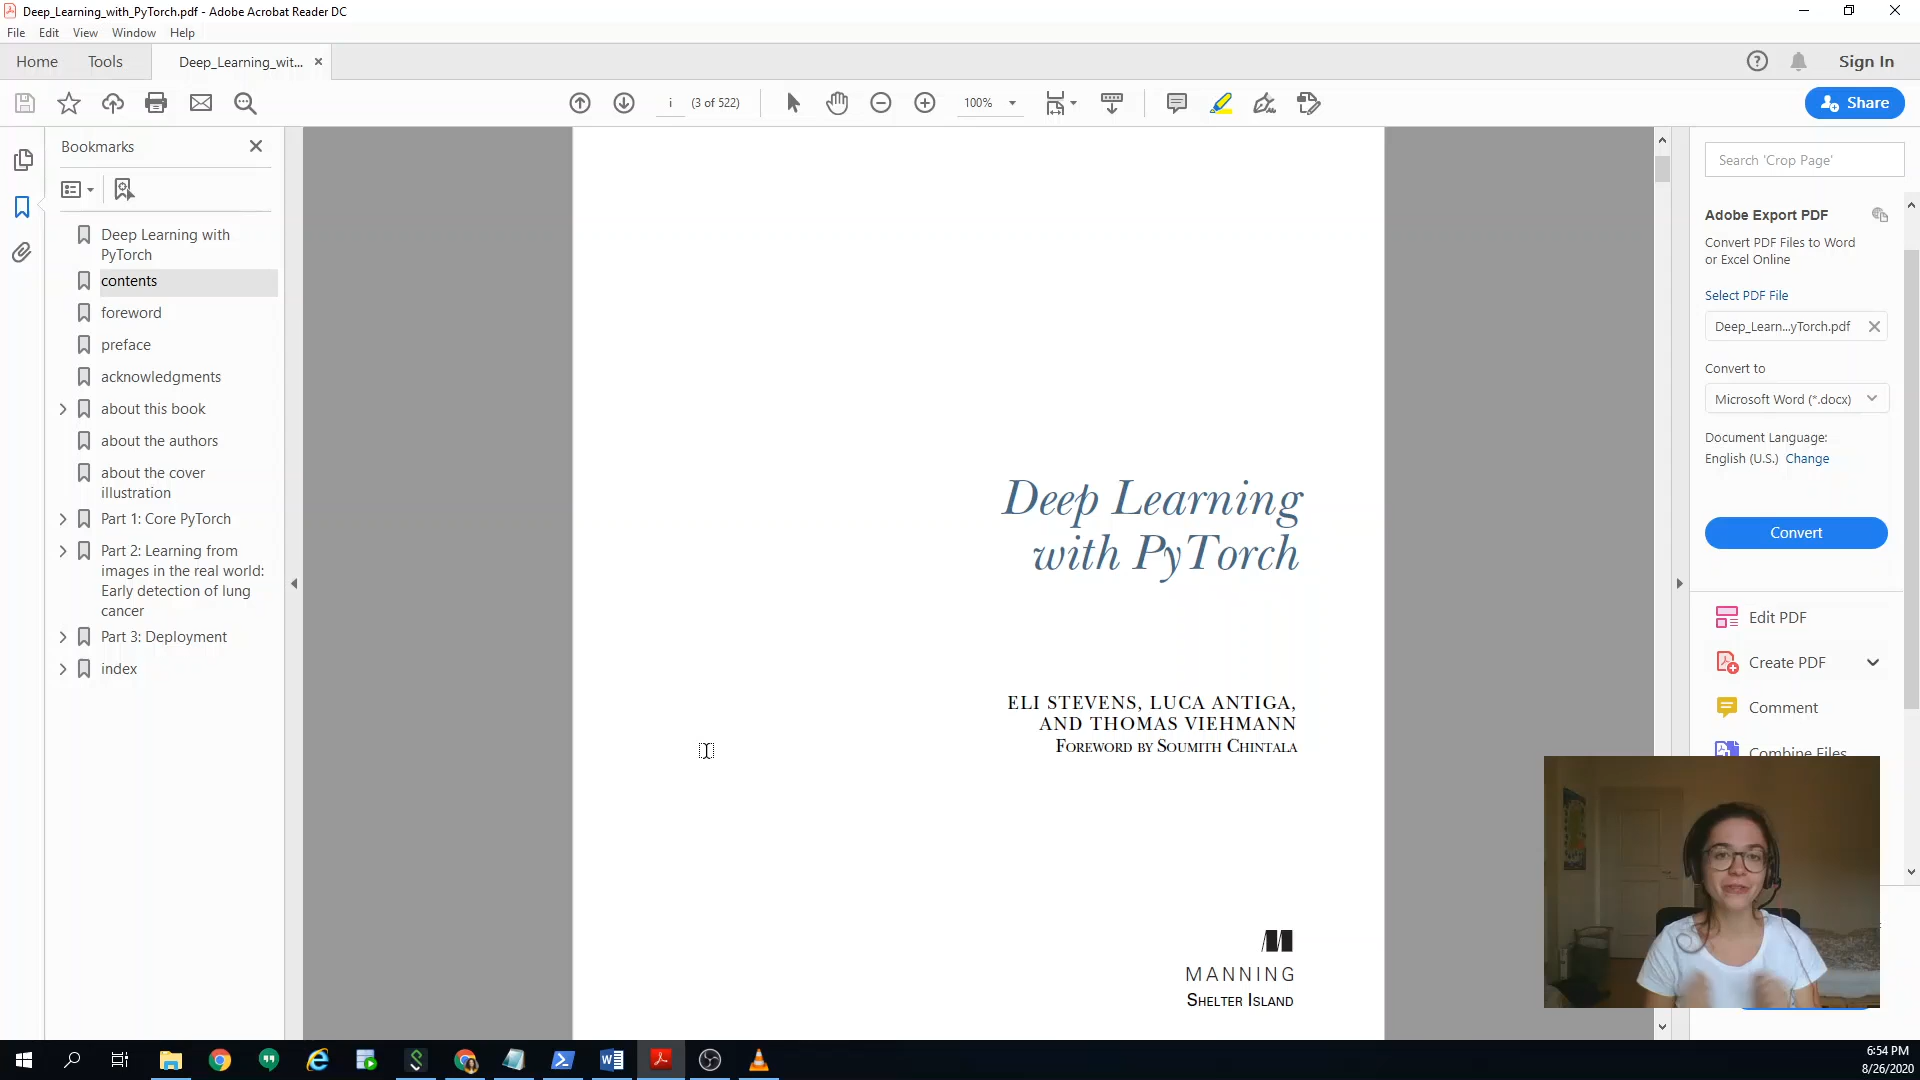 Deep_Learning_with_PyTorch.pdf - Adobe Acrobat Reader DC
File Edit View Window Help
Home Tools Deep_Learning_wit... Sign In
i (3 of 522) 100% Share
Bookmarks
Deep Learning with
PyTorch
contents
foreword
preface
acknowledgments
about this book
about the authors
about the cover
illustration
Part 1: Core PyTorch
Part 2: Learning from
images in the real world:
Early detection of lung
cancer
Part 3: Deployment
index
Deep Learning
with PyTorch
ELI STEVENS, LUCA ANTIGA,
AND THOMAS VIEHMANN
FOREWORD BY SOUMITH CHINTALA
MANNING
SHELTER ISLAND
Search 'Crop Page'
Adobe Export PDF
Convert PDF Files to Word
or Excel Online
Select PDF File
Deep_Learn...yTorch.pdf
Convert to
Microsoft Word (*.docx)
Document Language:
English (U.S.) Change
Convert
Edit PDF
Create PDF
Comment
Combine Files
6:54 PM
8/26/2020